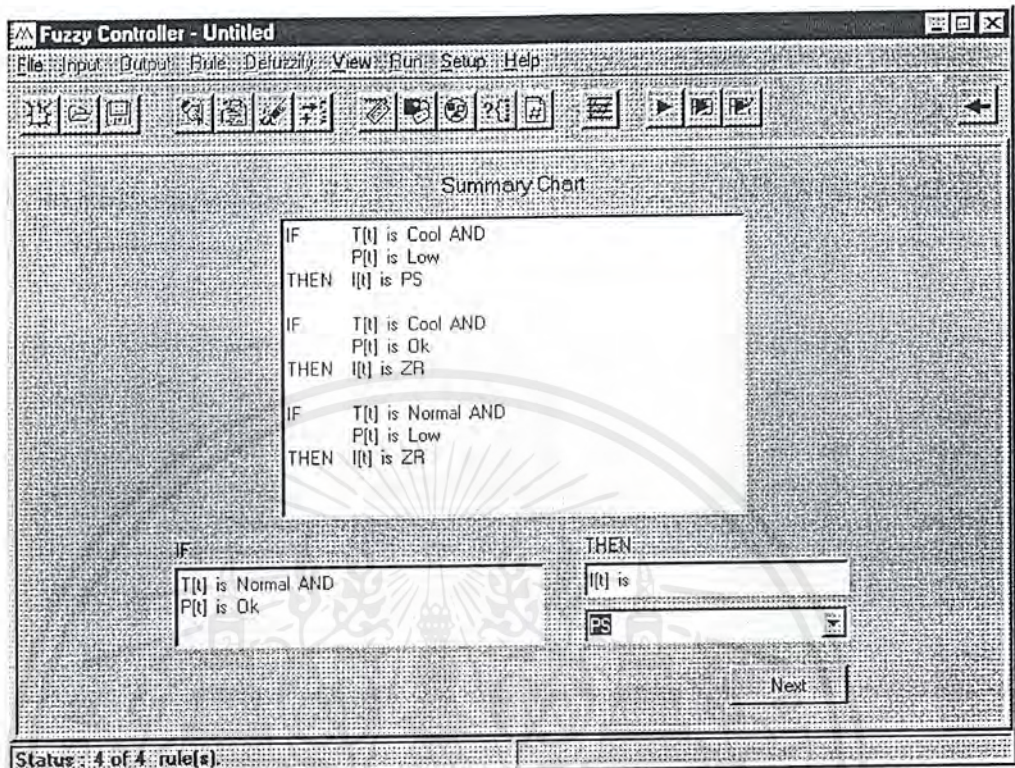 Fuzzy Controller - Untitled
File Input Output Rule Defuzzify View Run Setup Help
Summary Chart
IF T[t] is Cool AND
P[t] is Low
THEN I[t] is PS
IF T[t] is Cool AND
P[t] is Ok
THEN I[t] is ZR
IF T[t] is Normal AND
P[t] is Low
THEN I[t] is ZR
IF
T[t] is Normal AND
P[t] is Ok
THEN
I[t] is
PS
Next
Status : 4 of 4 rule(s).